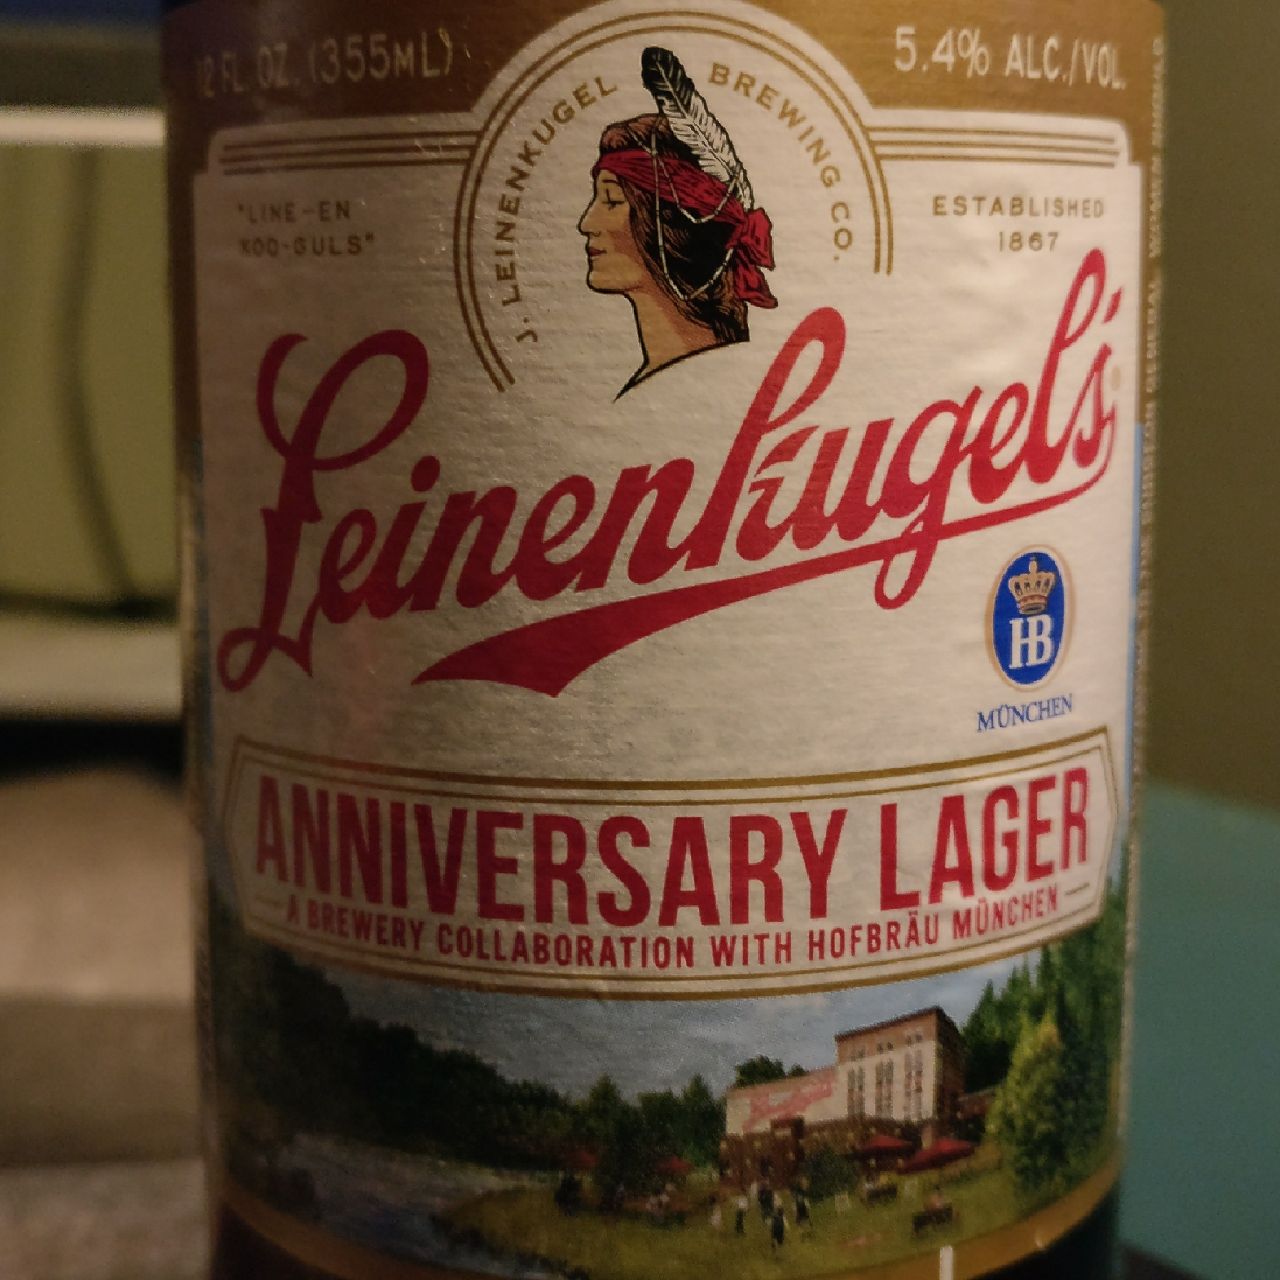 12 FL. OZ. (355ML)
5.4% ALC./VOL.
J. LEINENKUGEL BREWING CO.
"LINE-EN
KOO-GULS"
ESTABLISHED
1867
Leinenkugel's
HB
MÜNCHEN
ANNIVERSARY LAGER
A BREWERY COLLABORATION WITH HOFBRÄU MÜNCHEN
Leinenkugel's